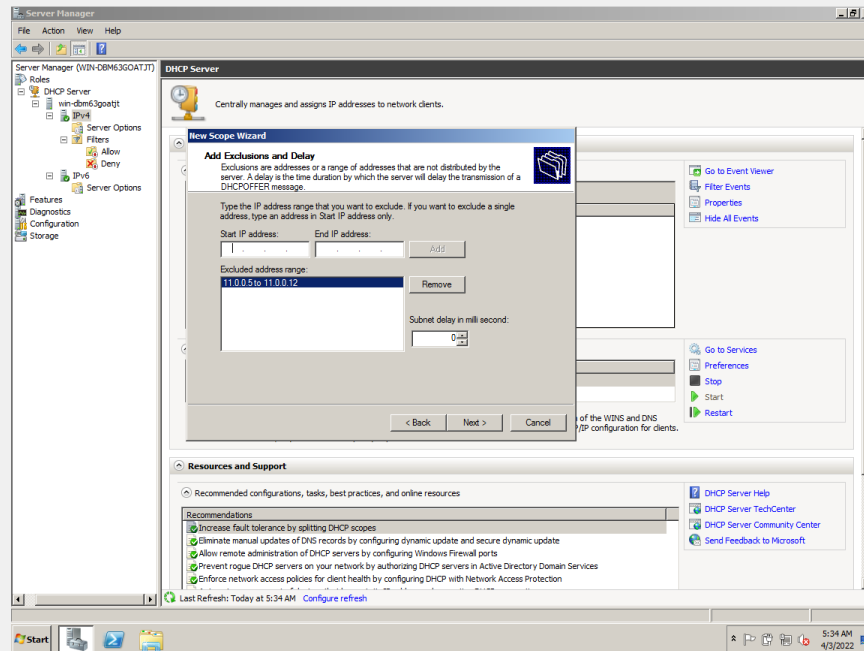 Server Manager
File Action View Help
Server Manager (WIN-DBM63GOATJT)
Roles
DHCP Server
win-dbm63goatjt
IPv4
Server Options
Filters
Allow
Deny
IPv6
Server Options
Features
Diagnostics
Configuration
Storage
DHCP Server
Centrally manages and assigns IP addresses to network clients.
New Scope Wizard
Add Exclusions and Delay
Exclusions are addresses or a range of addresses that are not distributed by the
server. A delay is the time duration by which the server will delay the transmission of a
DHCPOFFER message.
Type the IP address range that you want to exclude. If you want to exclude a single
address, type an address in Start IP address only.
Start IP address: End IP address:
. . . . . . Add
Excluded address range:
11.0.0.5 to 11.0.0.12
Remove
Subnet delay in milli second:
0
< Back Next > Cancel
Go to Event Viewer
Filter Events
Properties
Hide All Events
Go to Services
Preferences
Stop
Start
Restart
of the WINS and DNS
/IP configuration for clients.
Resources and Support
Recommended configurations, tasks, best practices, and online resources
Recommendations
Increase fault tolerance by splitting DHCP scopes
Eliminate manual updates of DNS records by configuring dynamic update and secure dynamic update
Allow remote administration of DHCP servers by configuring Windows Firewall ports
Prevent rogue DHCP servers on your network by authorizing DHCP servers in Active Directory Domain Services
Enforce network access policies for client health by configuring DHCP with Network Access Protection
DHCP Server Help
DHCP Server TechCenter
DHCP Server Community Center
Send Feedback to Microsoft
Last Refresh: Today at 5:34 AM Configure refresh
Start
5:34 AM
4/3/2022